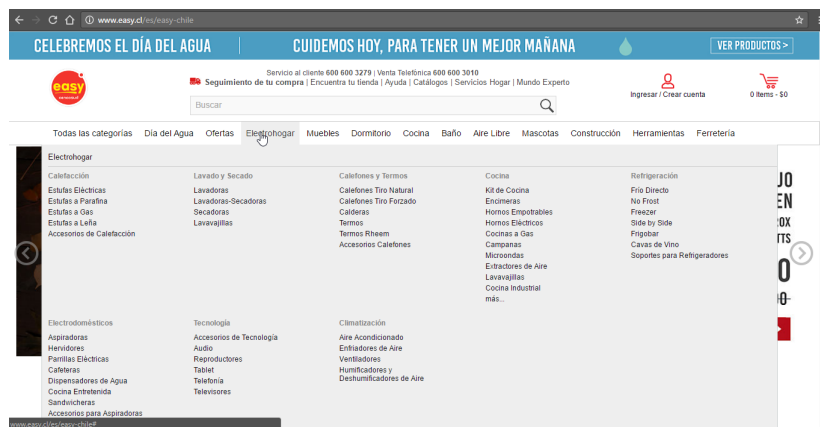 www.easy.cl/es/easy-chile
CELEBREMOS EL DÍA DEL AGUA
CUIDEMOS HOY, PARA TENER UN MEJOR MAÑANA
VER PRODUCTOS >
easy
Servicio al cliente 600 600 3279 | Venta Telefónica 600 600 3010
Seguimiento de tu compra | Encuentra tu tienda | Ayuda | Catálogos | Servicios Hogar | Mundo Experto
Buscar
Ingresar / Crear cuenta
0 Items - $0
Todas las categorías Día del Agua Ofertas Electrohogar Muebles Dormitorio Cocina Baño Aire Libre Mascotas Construcción Herramientas Ferretería
Electrohogar
Calefacción
Estufas Eléctricas
Estufas a Parafina
Estufas a Gas
Estufas a Leña
Accesorios de Calefacción
Lavado y Secado
Lavadoras
Lavadoras-Secadoras
Secadoras
Lavavajillas
Calefones y Termos
Calefones Tiro Natural
Calefones Tiro Forzado
Calderas
Termos
Termos Rheem
Accesorios Calefones
Cocina
Kit de Cocina
Encimeras
Hornos Empotrables
Hornos Eléctricos
Cocinas a Gas
Campanas
Microondas
Extractores de Aire
Lavavajillas
Cocina Industrial
más...
Refrigeración
Frío Directo
No Frost
Freezer
Side by Side
Frigobar
Cavas de Vino
Soportes para Refrigeradores
JO
EN
OX
TTS
0
0-
Electrodomésticos
Aspiradoras
Hervidores
Parrillas Eléctricas
Cafeteras
Dispensadores de Agua
Cocina Entretenida
Sandwicheras
Accesorios para Aspiradoras
Tecnología
Accesorios de Tecnología
Audio
Reproductores
Tablet
Telefonía
Televisores
Climatización
Aire Acondicionado
Enfriadores de Aire
Ventiladores
Humificadores y
Deshumificadores de Aire
www.easy.cl/es/easy-chile#